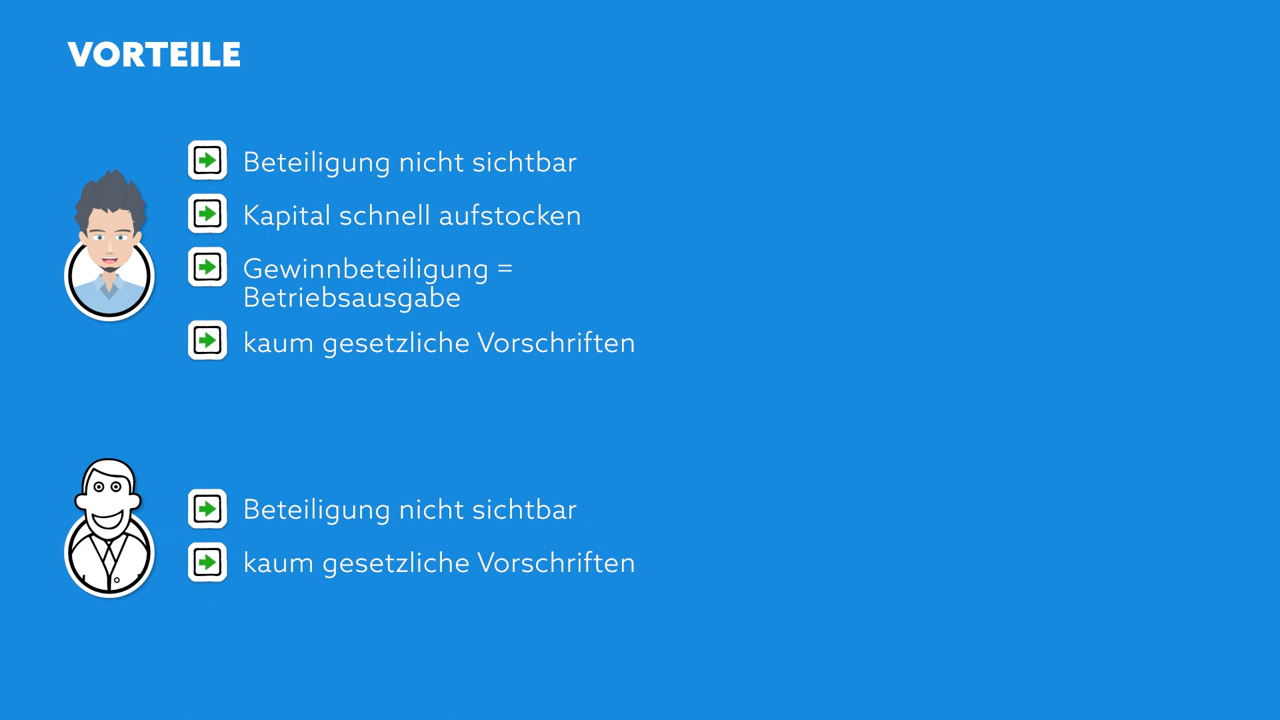 VORTEILE
Beteiligung nicht sichtbar
Kapital schnell aufstocken
Gewinnbeteiligung =
Betriebsausgabe
kaum gesetzliche Vorschriften
Beteiligung nicht sichtbar
kaum gesetzliche Vorschriften